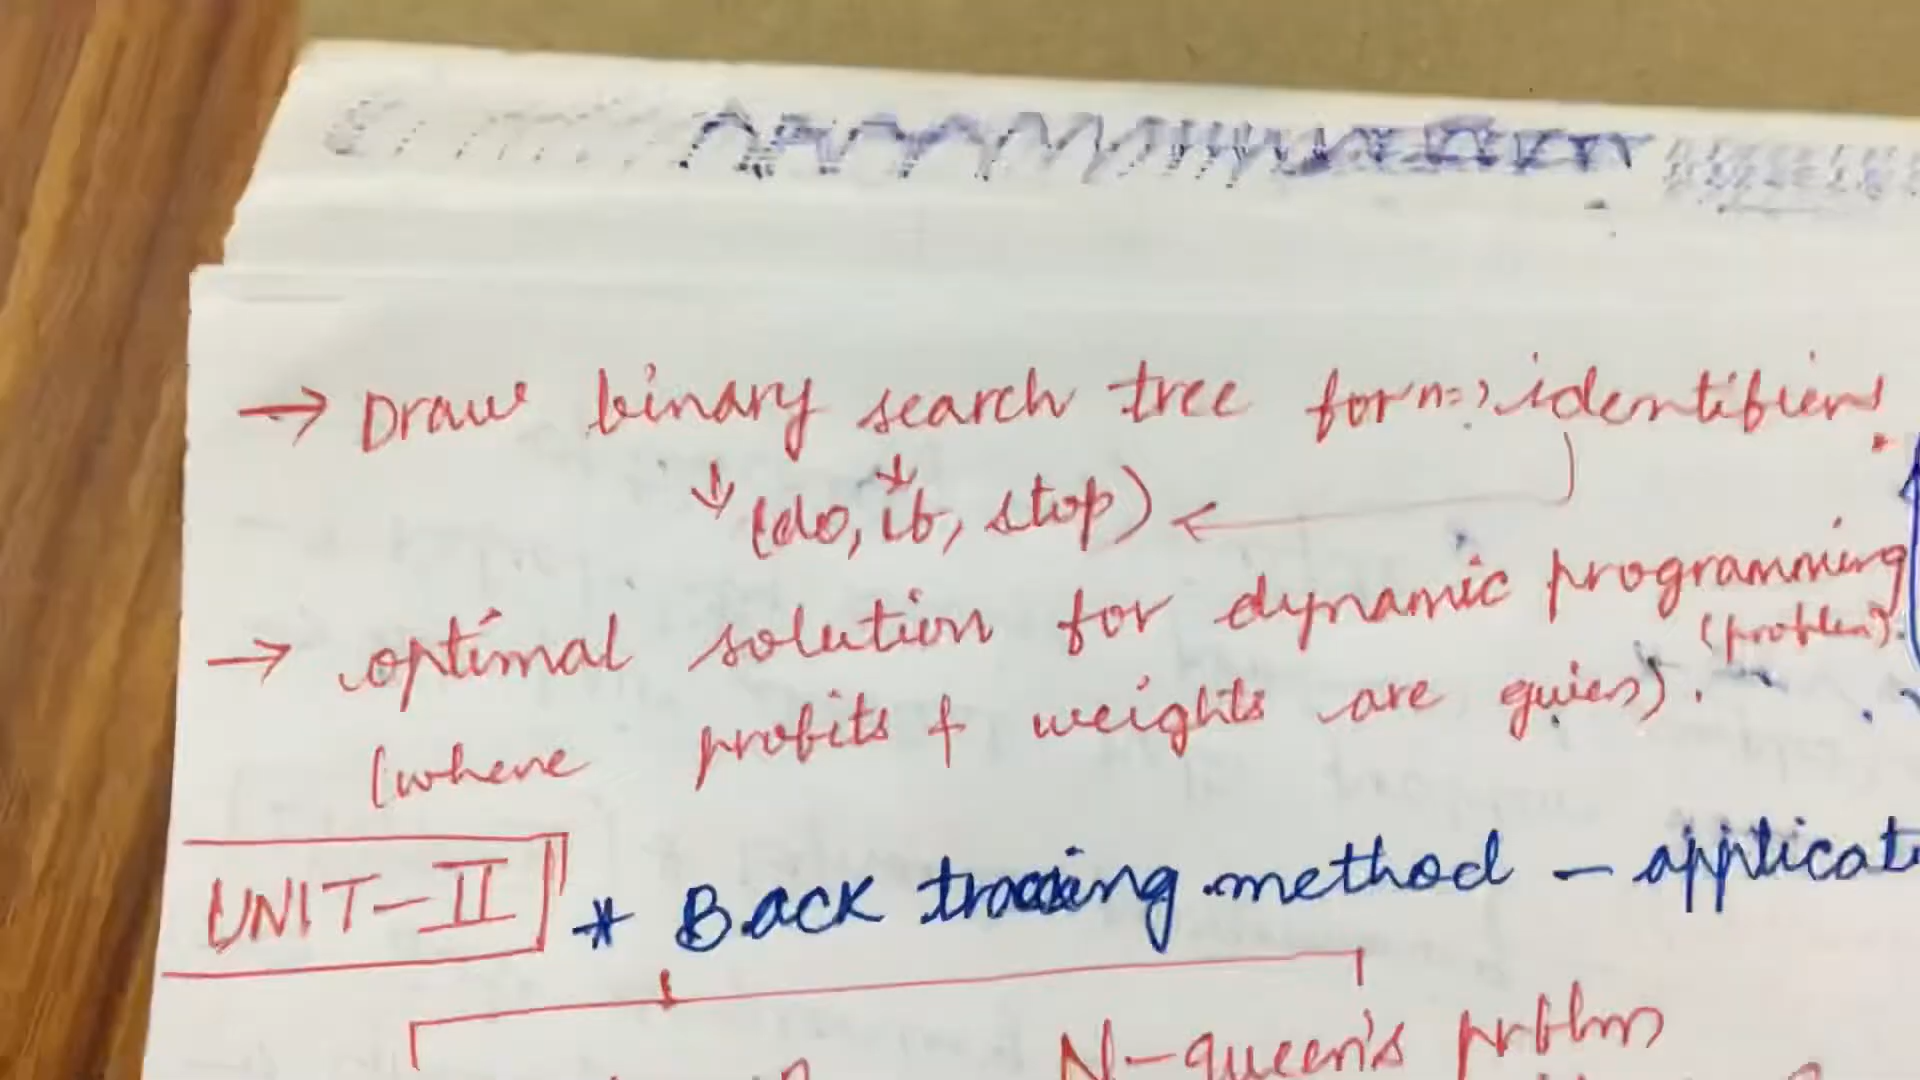 → Draw binary search tree for n=3 identifiers
(do, if, stop)
→ optimal solution for dynamic programming
(problem).
(where profits & weights are given).
UNIT-II * Back tracking method - applicat
N-queen's problem